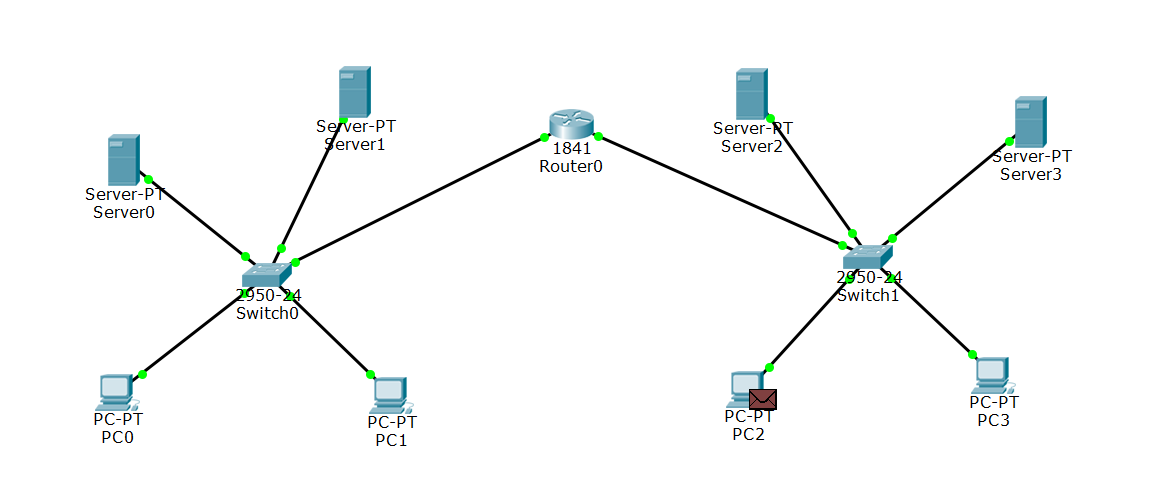 Server-PT
Server0
Server-PT
Server1
1841
Router0
Server-PT
Server2
Server-PT
Server3
2950-24
Switch0
2950-24
Switch1
PC-PT
PC0
PC-PT
PC1
PC-PT
PC2
PC-PT
PC3